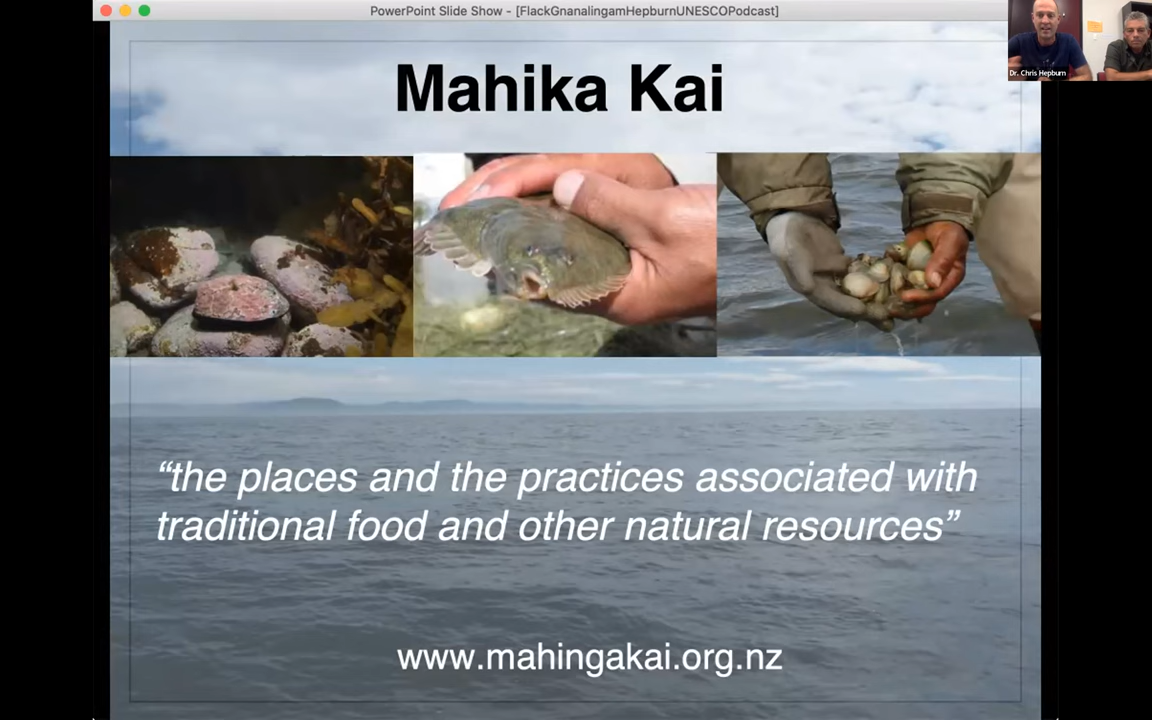 PowerPoint Slide Show - [FlackGnanalingamHepburnUNESCOPodcast]
Dr. Chris Hepburn
Mahika Kai
“the places and the practices associated with
traditional food and other natural resources”
www.mahingakai.org.nz